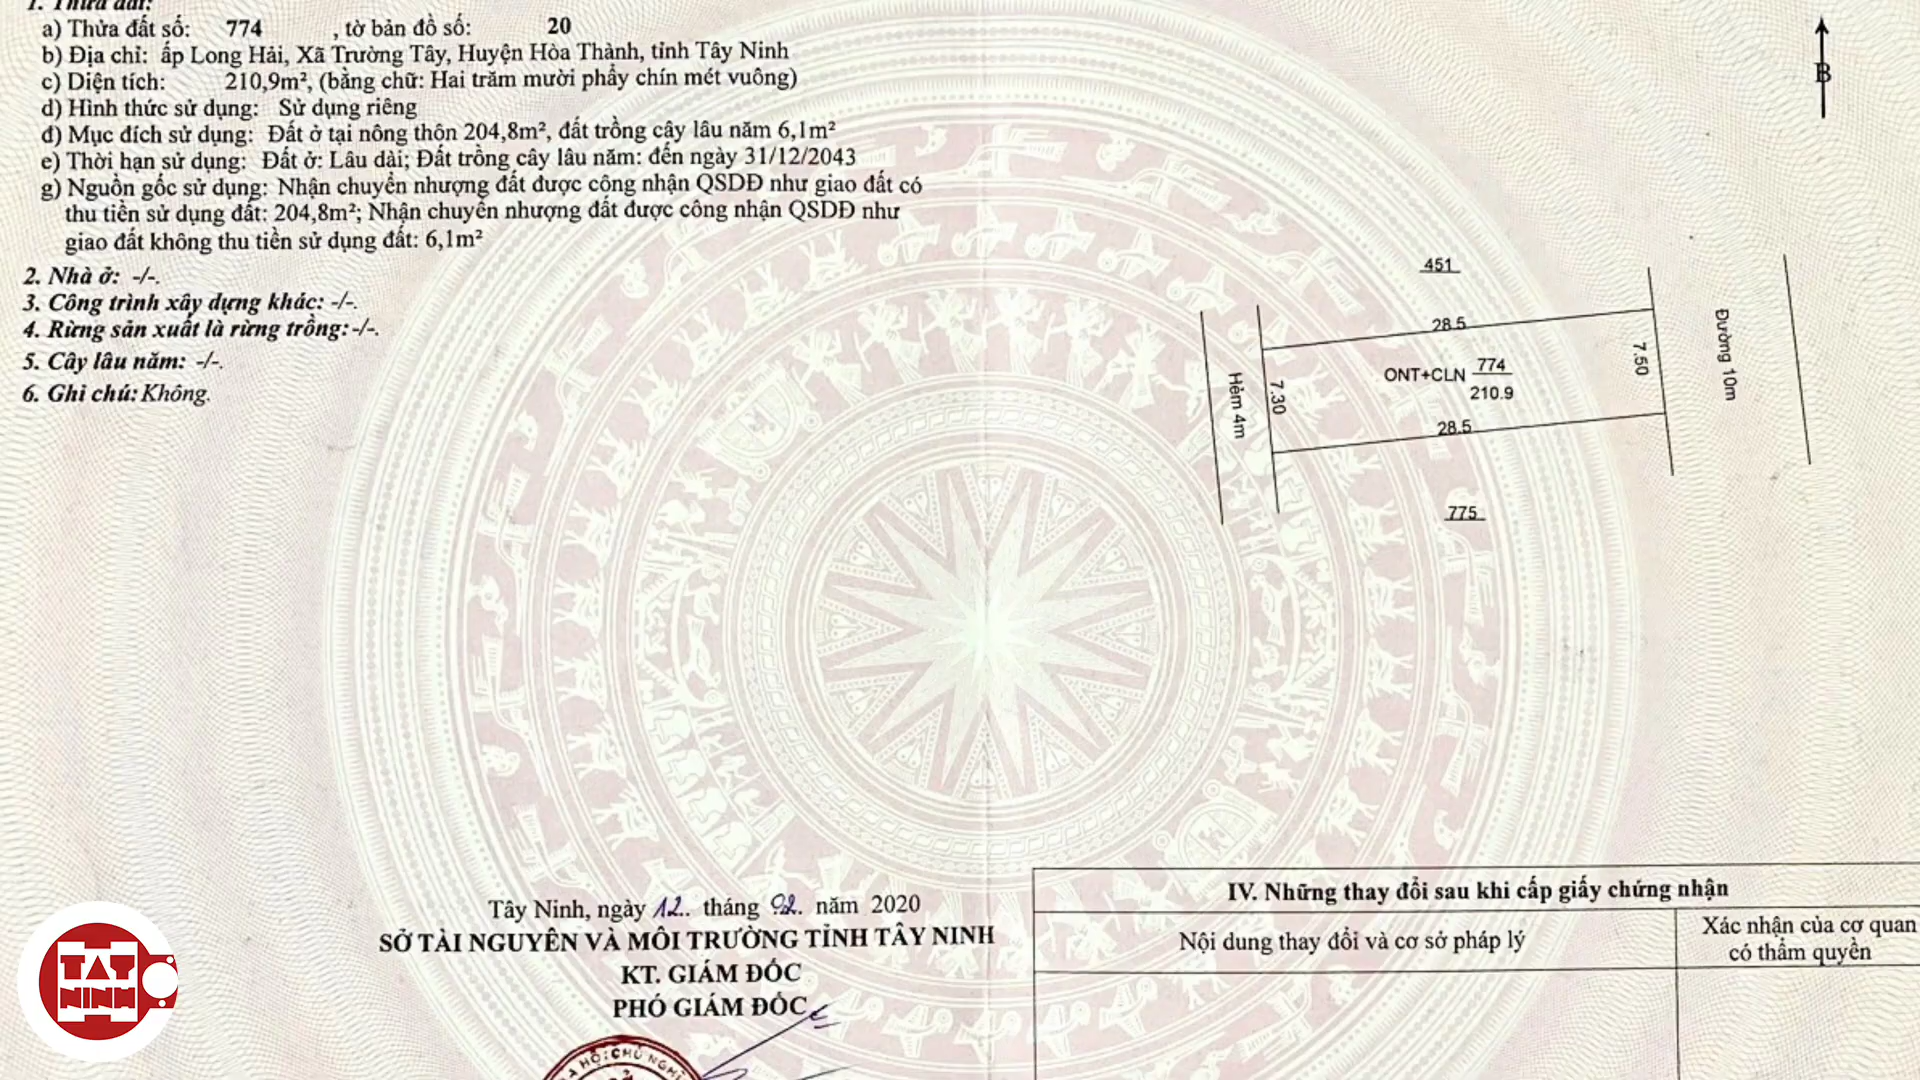 1. Thửa đất:
a) Thửa đất số: 774 , tờ bản đồ số: 20
b) Địa chỉ: ấp Long Hải, Xã Trường Tây, Huyện Hòa Thành, tỉnh Tây Ninh
c) Diện tích: 210,9m², (bằng chữ: Hai trăm mười phẩy chín mét vuông)
d) Hình thức sử dụng: Sử dụng riêng
đ) Mục đích sử dụng: Đất ở tại nông thôn 204,8m², đất trồng cây lâu năm 6,1m²
e) Thời hạn sử dụng: Đất ở: Lâu dài; Đất trồng cây lâu năm: đến ngày 31/12/2043
g) Nguồn gốc sử dụng: Nhận chuyển nhượng đất được công nhận QSDĐ như giao đất có
thu tiền sử dụng đất: 204,8m²; Nhận chuyển nhượng đất được công nhận QSDĐ như
giao đất không thu tiền sử dụng đất: 6,1m²
2. Nhà ở: -/-.
3. Công trình xây dựng khác: -/-.
4. Rừng sản xuất là rừng trồng: -/-.
5. Cây lâu năm: -/-.
6. Ghi chú: Không.
B
451
28.5
7.50
Đường 10m
Hẻm 4m
7.30
ONT+CLN 774
210.9
28.5
775
Tây Ninh, ngày 12. tháng 02. năm 2020
SỞ TÀI NGUYÊN VÀ MÔI TRƯỜNG TỈNH TÂY NINH
KT. GIÁM ĐỐC
PHÓ GIÁM ĐỐC
IV. Những thay đổi sau khi cấp giấy chứng nhận
Nội dung thay đổi và cơ sở pháp lý
Xác nhận của cơ quan
có thẩm quyền
TAY
NINH